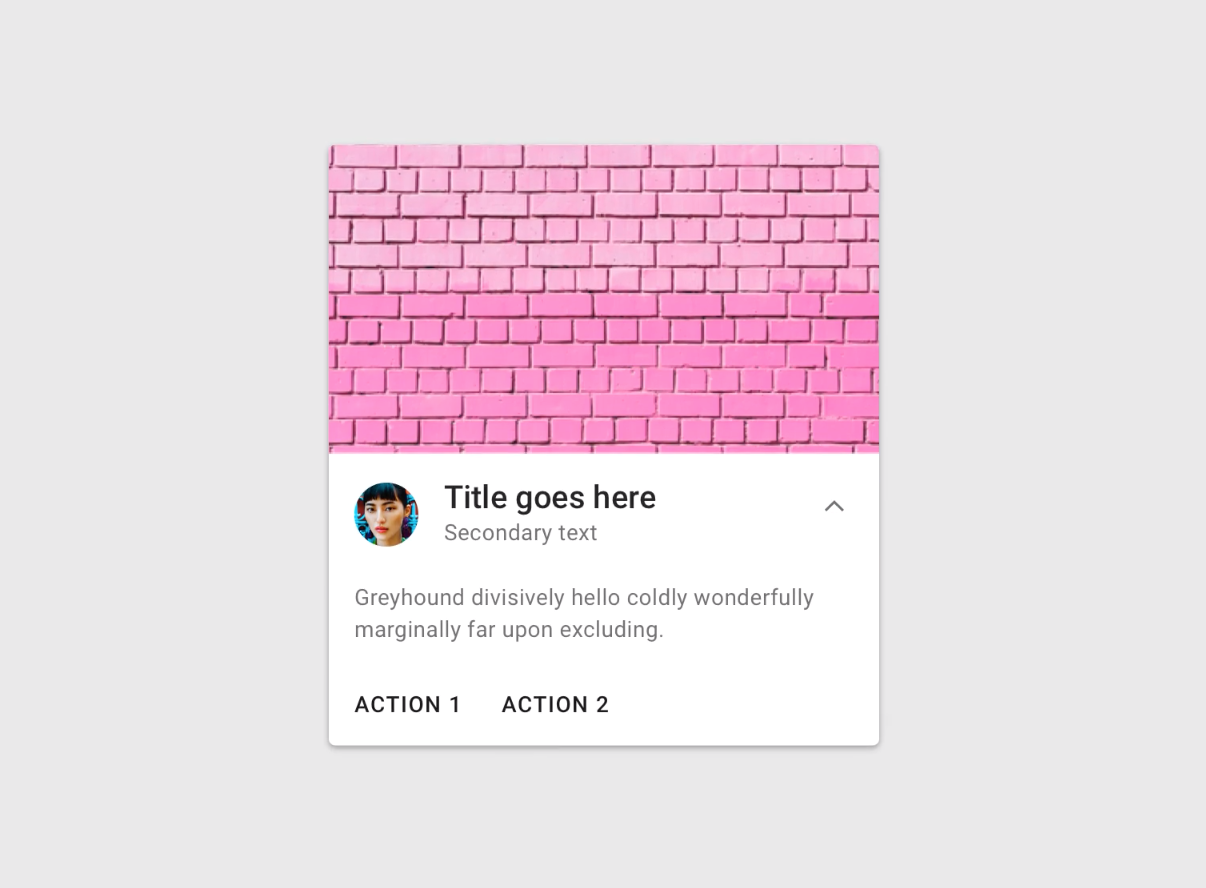 Title goes here
Secondary text
Greyhound divisively hello coldly wonderfully
marginally far upon excluding.
ACTION 1 ACTION 2